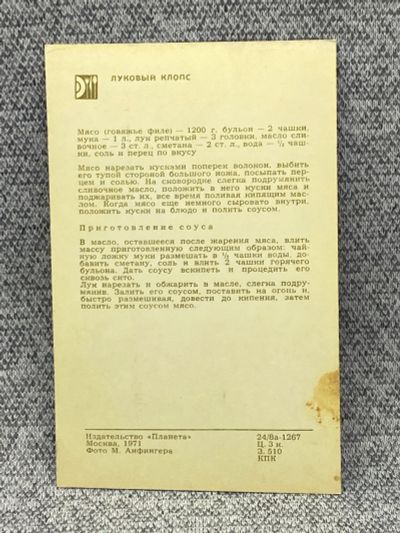 ЛУКОВЫЙ КЛОПС
Мясо (говяжье филе) — 1200 г, бульон — 2 чашки,
мука — 1 л., лук репчатый — 3 головки, масло сли-
вочное — 3 ст. л., сметана — 2 ст. л., вода — ½ чаш-
ки, соль и перец по вкусу
Мясо нарезать кусками поперек волокон, выбить
его тупой стороной большого ножа, посыпать пер-
цем и солью. На сковородке слегка подрумянить
сливочное масло, положить в него куски мяса и
поджаривать их, все время поливая кипящим мас-
лом. Когда мясо еще немного сыровато внутри,
положить куски на блюдо и полить соусом.
Приготовление соуса
В масло, оставшееся после жарения мяса, влить
массу приготовленную следующим образом: чай-
ную ложку муки размешать в ½ чашки воды, до-
бавить сметану, соль и влить 2 чашки горячего
бульона. Дать соусу вскипеть и процедить его
сквозь сито.
Лук нарезать и обжарить в масле, слегка подру-
мянив. Залить его соусом, поставить на огонь и,
быстро размешивая, довести до кипения, затем
полить этим соусом мясо.
Издательство «Планета»
Москва, 1971
Фото М. Анфингера
24/8а-1267
Ц. 3 к.
З. 510
КПК